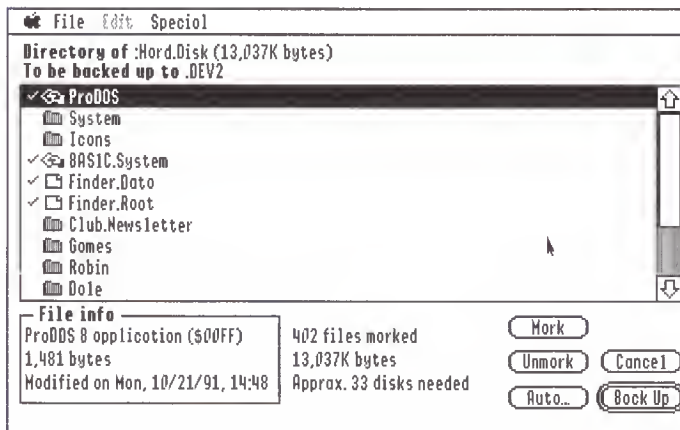 File Edit Special
Directory of :Hard.Disk (13,037K bytes)
To be backed up to .DEV2
ProDOS
System
Icons
BASIC.System
Finder.Data
Finder.Root
Club.Newsletter
Games
Robin
Dale
File info
ProDOS 8 application ($00FF)
1,481 bytes
Modified on Mon, 10/21/91, 14:48
402 files marked
13,037K bytes
Approx. 33 disks needed
Mark
Unmark
Cancel
Auto...
Back Up